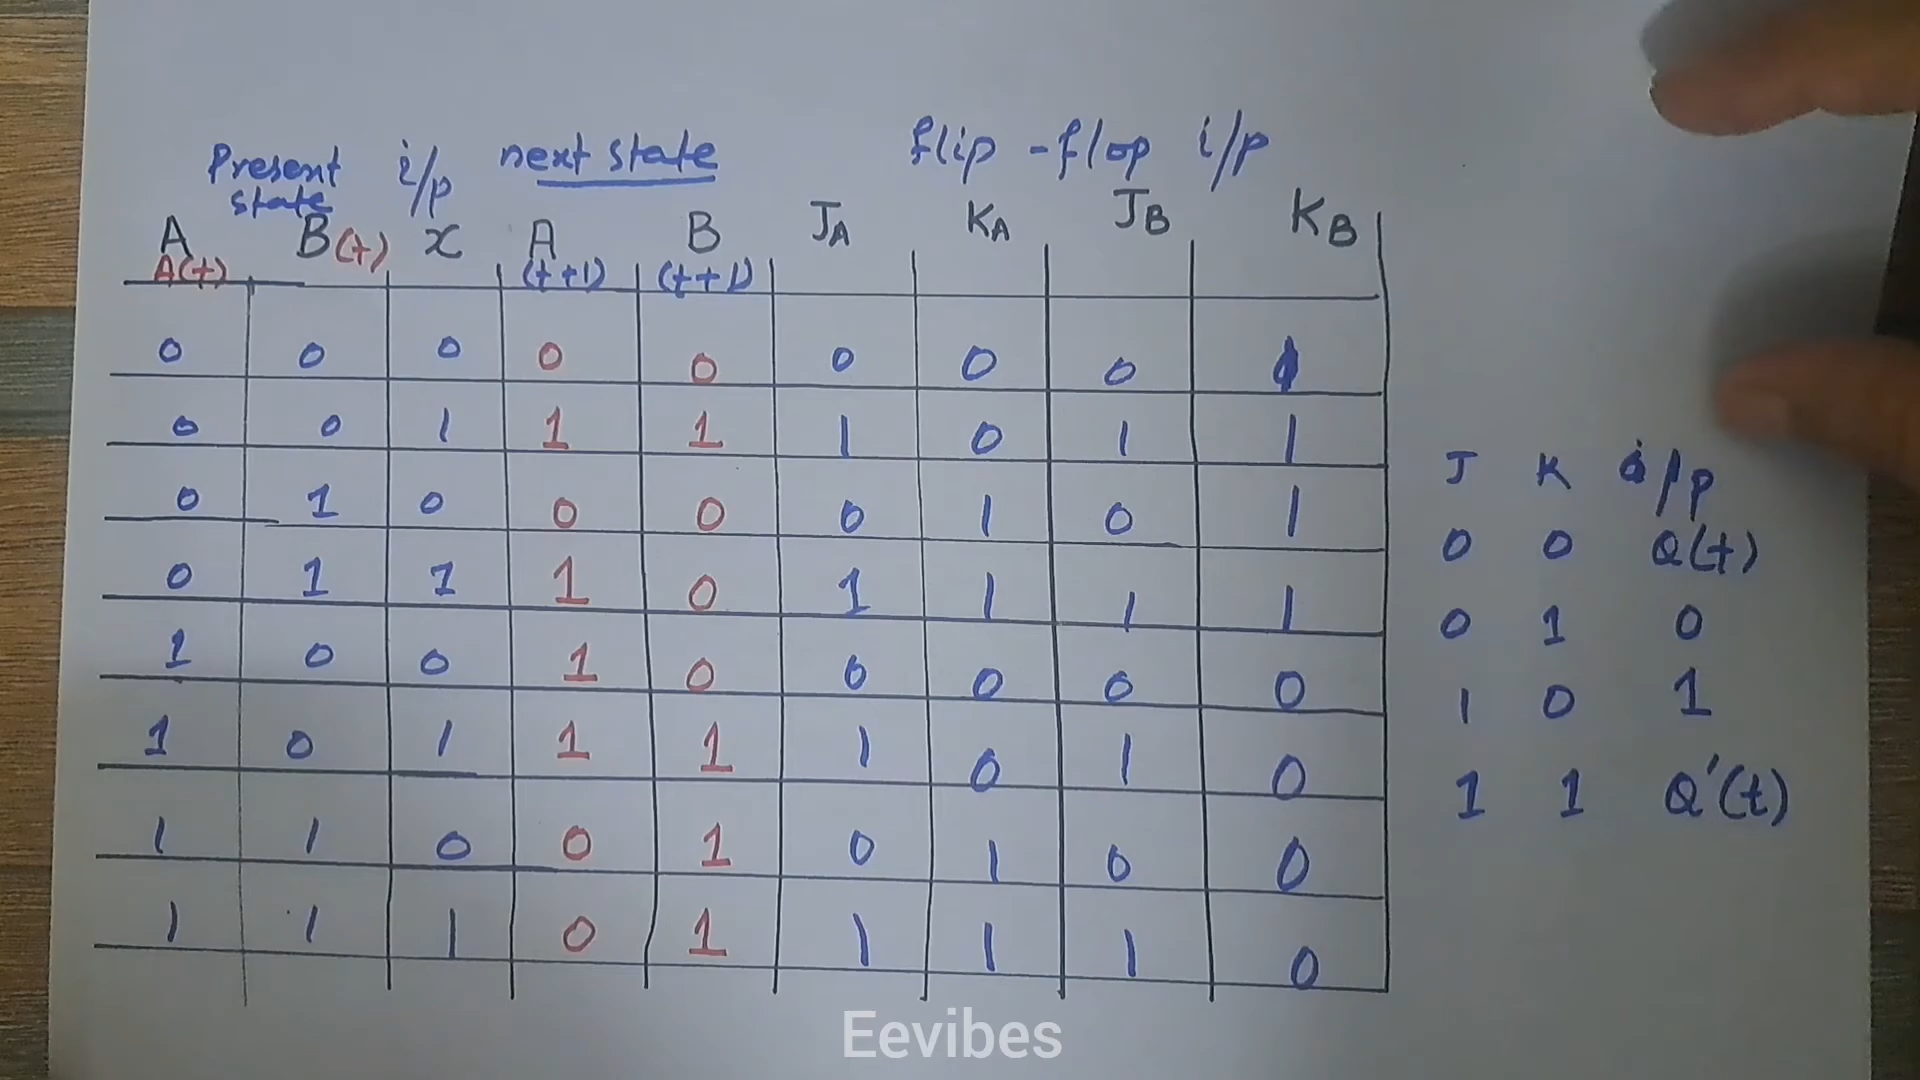 Present i/p next state flip-flop i/p
state
A B(t) x A B JA KA JB KB
A(t) (t+1) (t+1)
0 0 0 0 0 0 0 0 1
0 0 1 1 1 1 0 1 1
0 1 0 0 0 0 1 0 1
0 1 1 1 0 1 1 1 1
1 0 0 1 0 0 0 0 0
1 0 1 1 1 1 0 1 0
1 1 0 0 1 0 1 0 0
1 1 1 0 1 1 1 1 0
J K o/p
0 0 Q(t)
0 1 0
1 0 1
1 1 Q'(t)
Eevibes